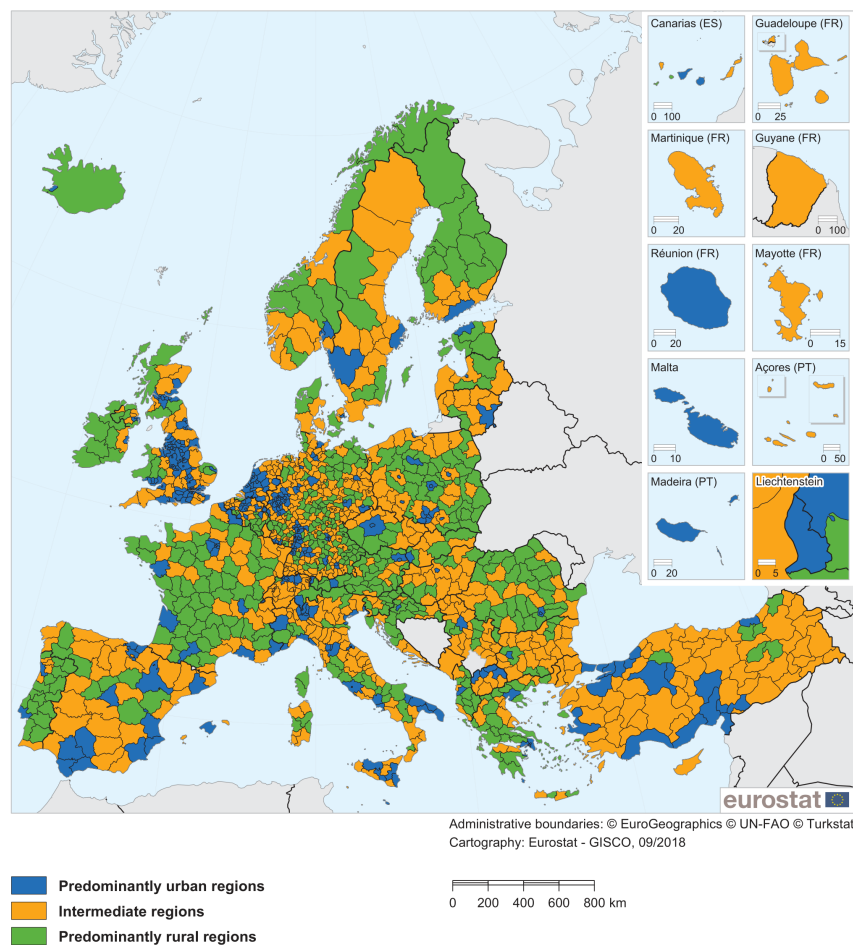 Canarias (ES)
0 100
Guadeloupe (FR)
0 25
Martinique (FR)
0 20
Guyane (FR)
0 100
Réunion (FR)
0 20
Mayotte (FR)
0 15
Malta
0 10
Açores (PT)
0 50
Madeira (PT)
0 20
Liechtenstein
0 5
eurostat
Administrative boundaries: © EuroGeographics © UN-FAO © Turkstat
Cartography: Eurostat - GISCO, 09/2018
Predominantly urban regions
Intermediate regions
Predominantly rural regions
0 200 400 600 800 km